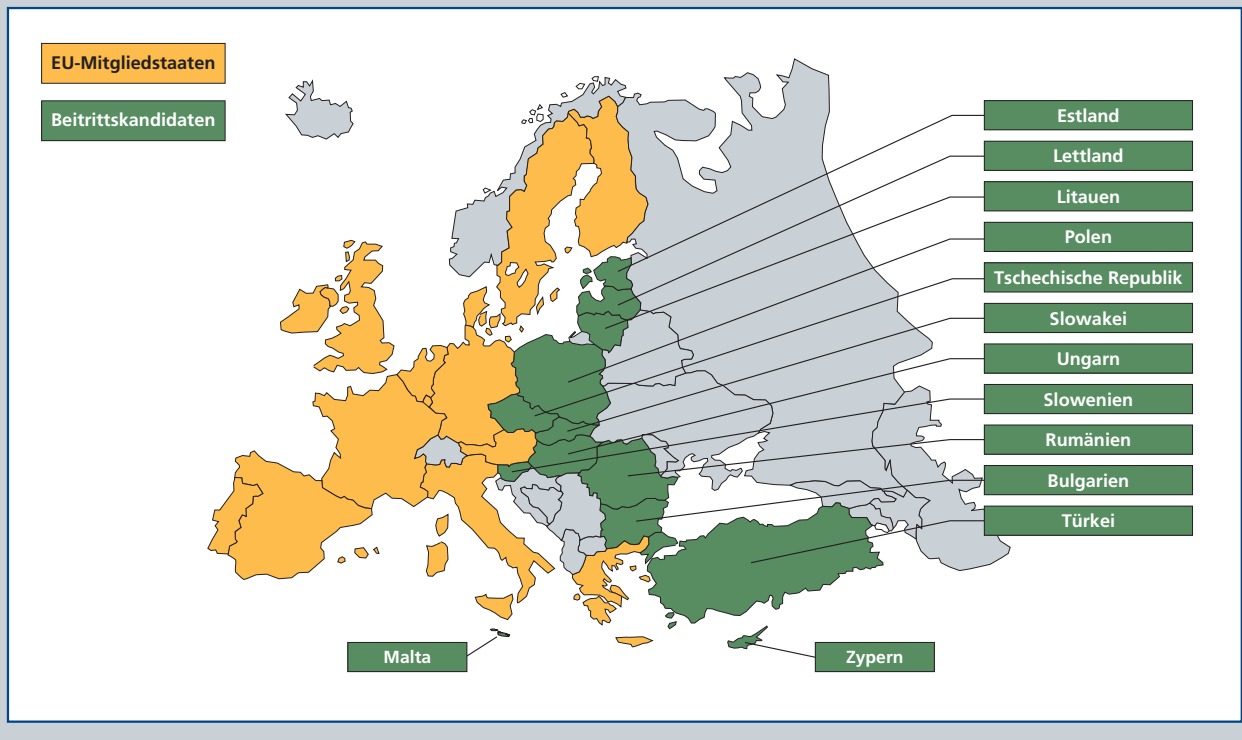 EU-Mitgliedstaaten
Beitrittskandidaten
Estland
Lettland
Litauen
Polen
Tschechische Republik
Slowakei
Ungarn
Slowenien
Rumänien
Bulgarien
Türkei
Malta
Zypern